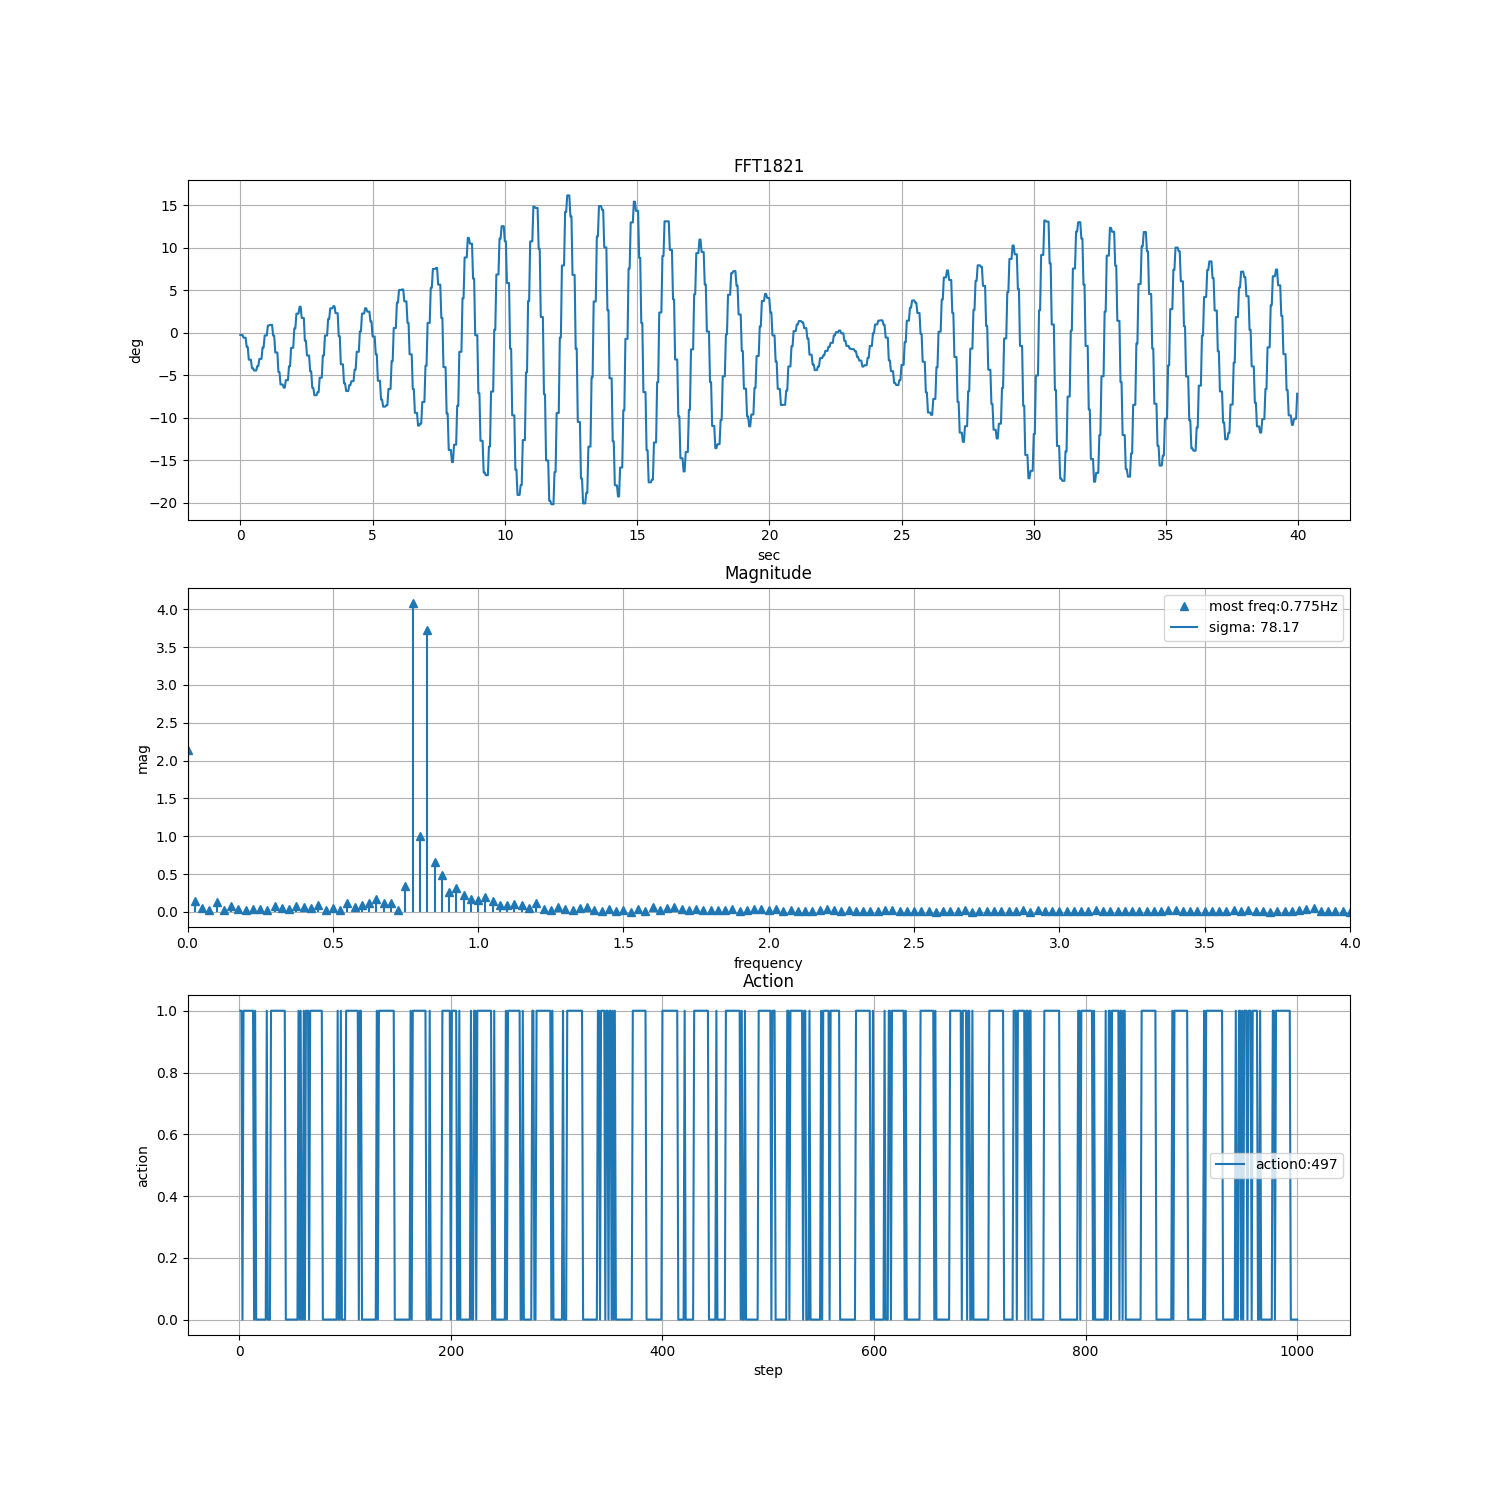 FFT1821
15
10
5
0
−5
−10
−15
−20
deg
0 5 10 15 20 25 30 35 40
sec
Magnitude
4.0
3.5
3.0
2.5
2.0
1.5
1.0
0.5
0.0
mag
most freq:0.775Hz
sigma: 78.17
0.0 0.5 1.0 1.5 2.0 2.5 3.0 3.5 4.0
frequency
Action
1.0
0.8
0.6
0.4
0.2
0.0
action
action0:497
0 200 400 600 800 1000
step